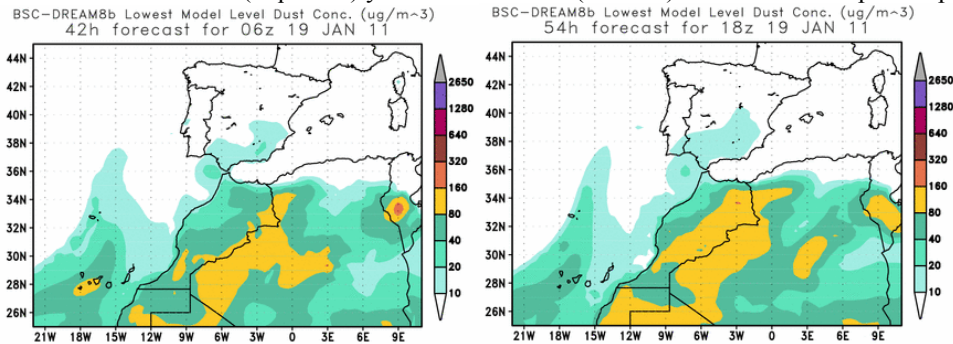 BSC-DREAM8b Lowest Model Level Dust Conc. (ug/m^3)
42h forecast for 06z 19 JAN 11
44N
42N
40N
38N
36N
34N
32N
30N
28N
26N
21W 18W 15W 12W 9W 6W 3W 0 3E 6E 9E
2650
1280
640
320
160
80
40
20
10
BSC-DREAM8b Lowest Model Level Dust Conc. (ug/m^3)
54h forecast for 18z 19 JAN 11
44N
42N
40N
38N
36N
34N
32N
30N
28N
26N
21W 18W 15W 12W 9W 6W 3W 0 3E 6E 9E
2650
1280
640
320
160
80
40
20
10